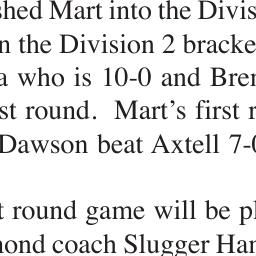 shed Mart into the Divis
n the Division 2 bracke
a who is 10-0 and Bren
st round. Mart's first r
Dawson beat Axtell 7-0
t round game will be pl
mond coach Slugger Har